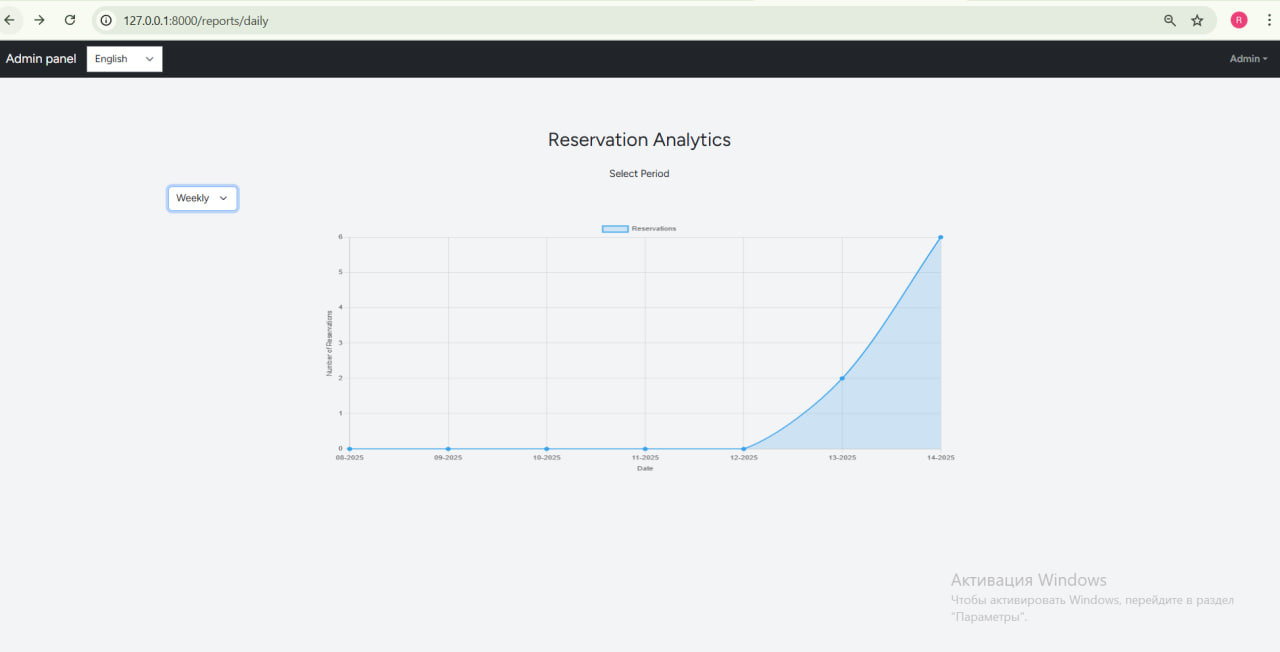 127.0.0.1:8000/reports/daily
R
Admin panel
English
Admin
Reservation Analytics
Select Period
Weekly
Reservations
6
5
4
3
2
1
0
Number of Reservations
08-2025 09-2025 10-2025 11-2025 12-2025 13-2025 14-2025
Date
Активация Windows
Чтобы активировать Windows, перейдите в раздел
"Параметры".